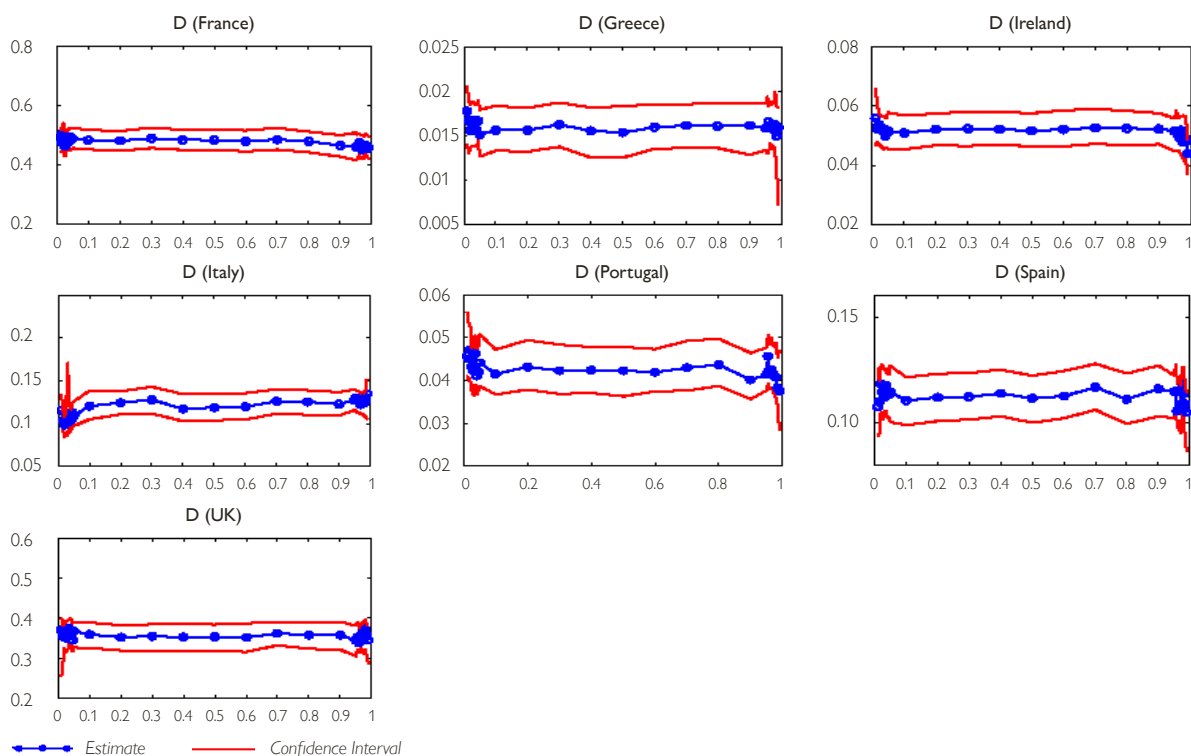 D (France)
D (Greece)
D (Ireland)
0.8
0.6
0.4
0.2
0 0.1 0.2 0.3 0.4 0.5 0.6 0.7 0.8 0.9 1
0.025
0.02
0.015
0.01
0.005
0 0.1 0.2 0.3 0.4 0.5 0.6 0.7 0.8 0.9 1
0.08
0.06
0.04
0.02
0 0.1 0.2 0.3 0.4 0.5 0.6 0.7 0.8 0.9 1
D (Italy)
D (Portugal)
D (Spain)
0.2
0.15
0.1
0.05
0 0.1 0.2 0.3 0.4 0.5 0.6 0.7 0.8 0.9 1
0.06
0.05
0.04
0.03
0.02
0 0.2 0.4 0.6 0.8 1
0.15
0.10
0 0.1 0.2 0.3 0.4 0.5 0.6 0.7 0.8 0.9 1
D (UK)
0.6
0.5
0.4
0.3
0.2
0 0.1 0.2 0.3 0.4 0.5 0.6 0.7 0.8 0.9 1
Estimate Confidence Interval